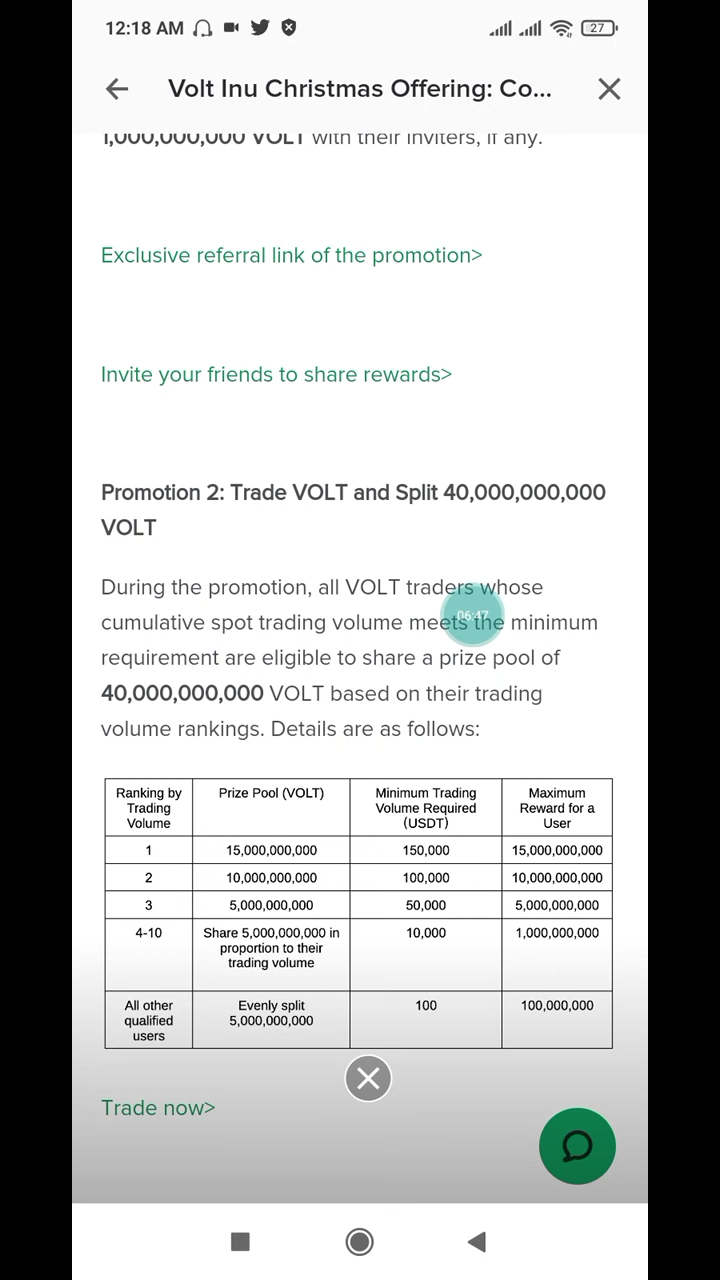 12:18 AM
27
Volt Inu Christmas Offering: Co...
1,000,000,000 VOLT with their inviters, if any.
Exclusive referral link of the promotion>
Invite your friends to share rewards>
Promotion 2: Trade VOLT and Split 40,000,000,000
VOLT
During the promotion, all VOLT traders whose
cumulative spot trading volume meets the minimum
requirement are eligible to share a prize pool of
40,000,000,000 VOLT based on their trading
volume rankings. Details are as follows:
06:47
Ranking by Trading Volume Prize Pool (VOLT) Minimum Trading Volume Required (USDT) Maximum Reward for a User
1 15,000,000,000 150,000 15,000,000,000
2 10,000,000,000 100,000 10,000,000,000
3 5,000,000,000 50,000 5,000,000,000
4-10 Share 5,000,000,000 in proportion to their trading volume 10,000 1,000,000,000
All other qualified users Evenly split 5,000,000,000 100 100,000,000
Trade now>